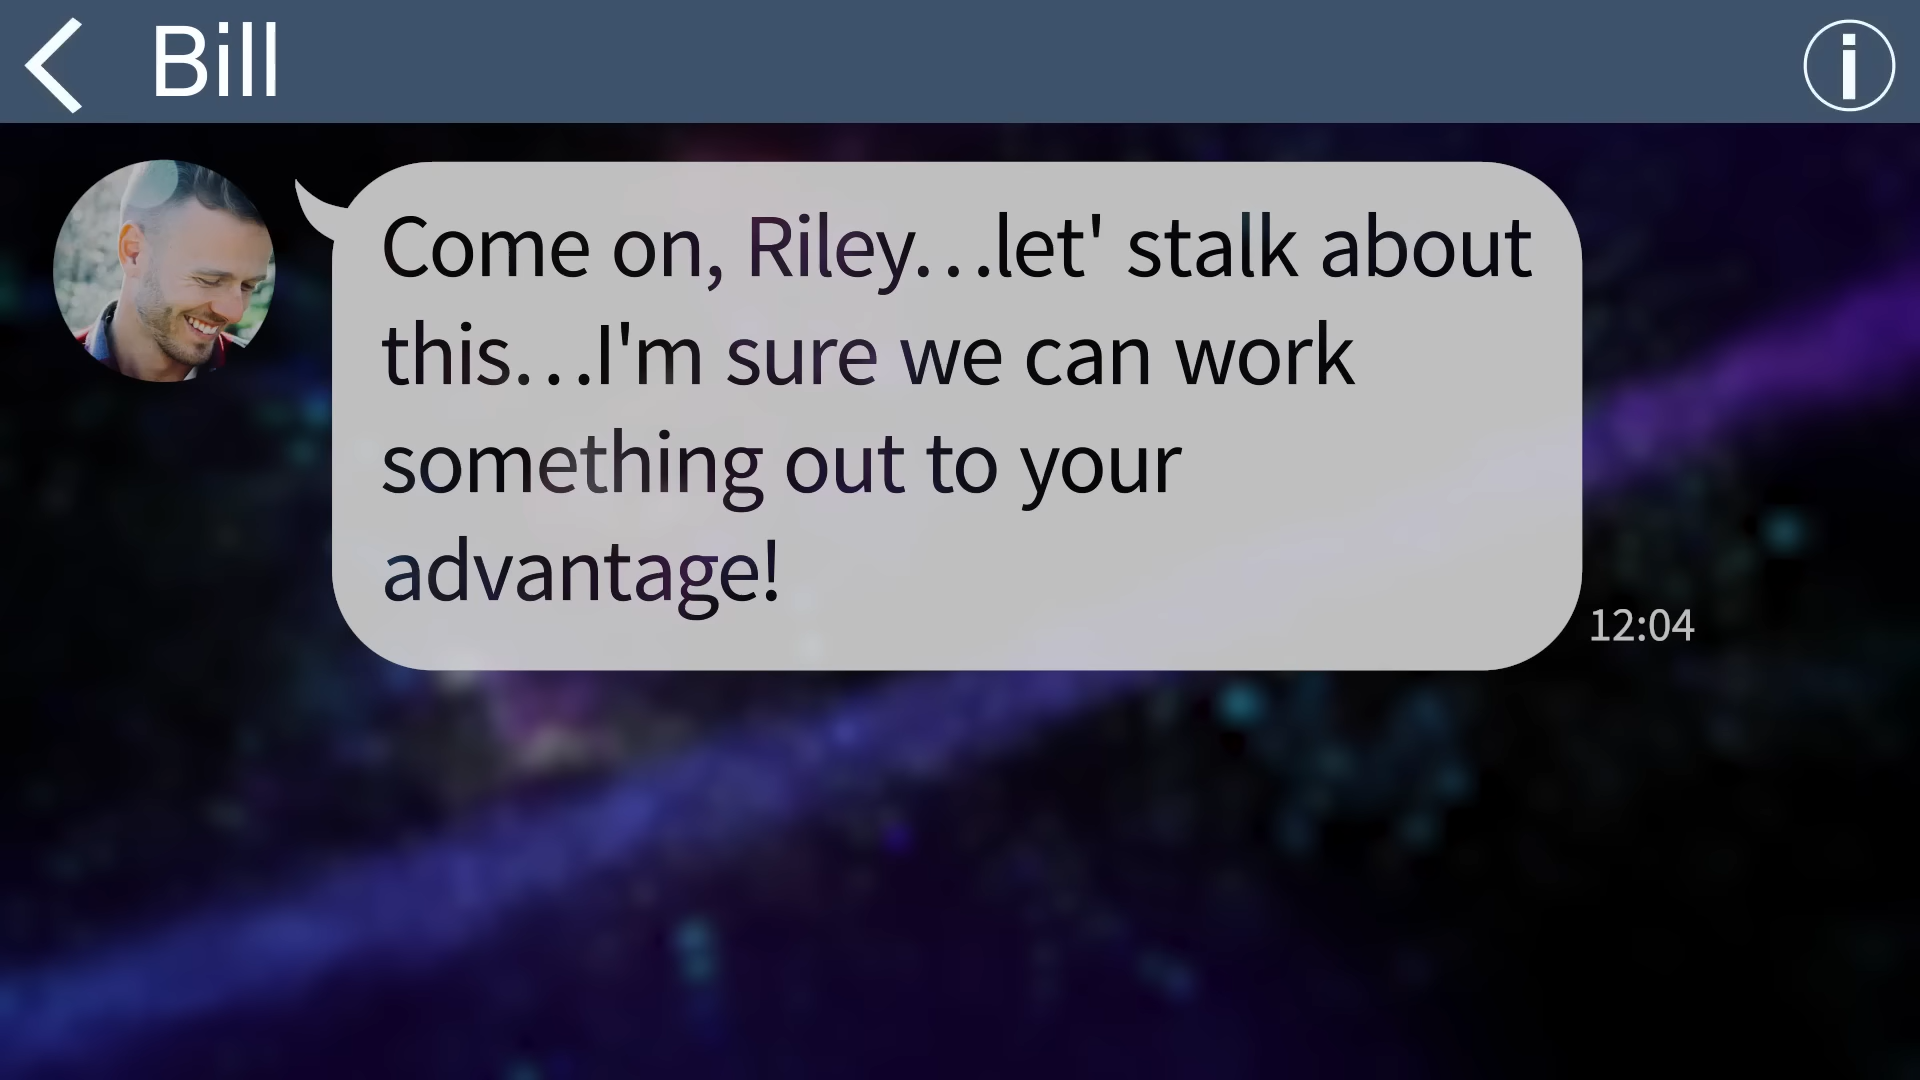 Bill
Come on, Riley…let' stalk about
this…I'm sure we can work
something out to your
advantage!
12:04